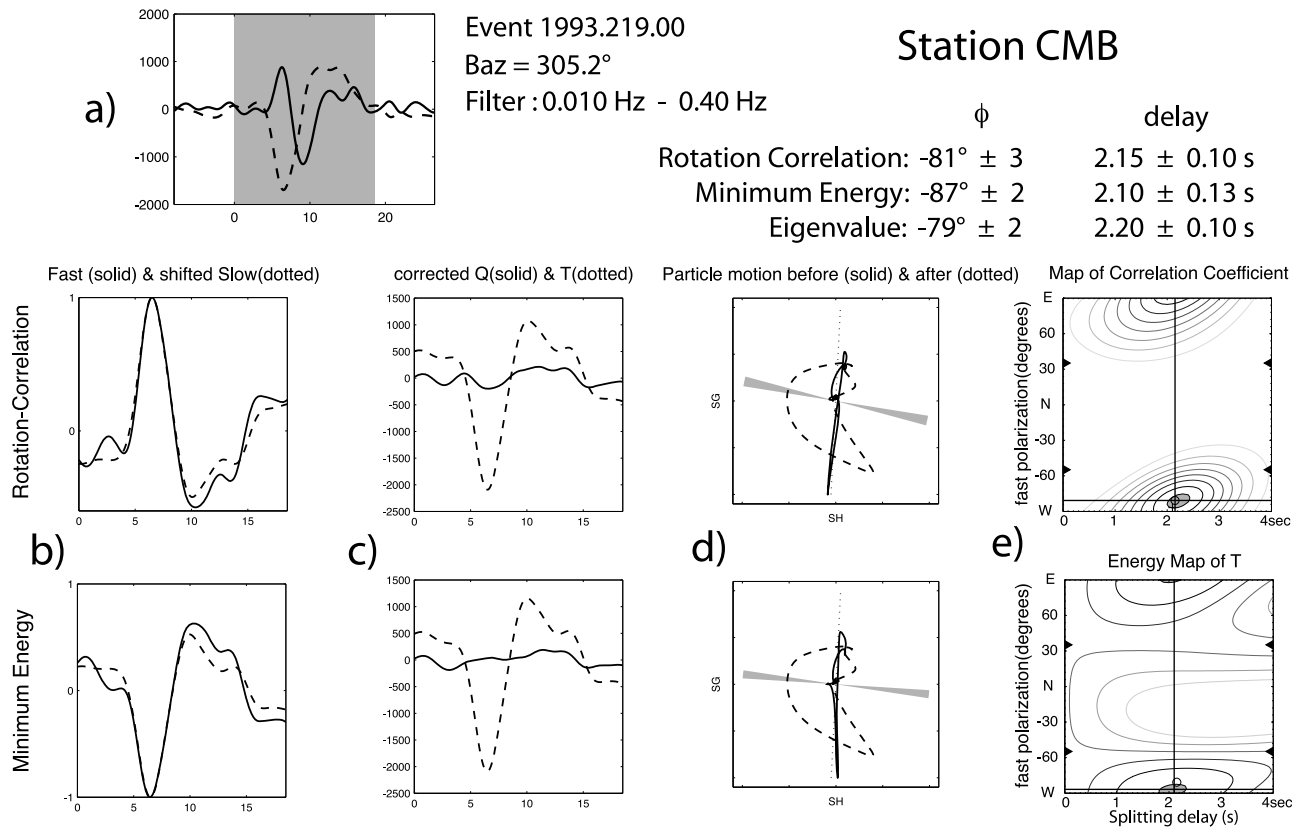 2000
1000
0
-1000
-2000
0 10 20
a)
Event 1993.219.00
Baz = 305.2°
Filter : 0.010 Hz - 0.40 Hz
Station CMB
ϕ delay
Rotation Correlation: -81° ± 3 2.15 ± 0.10 s
Minimum Energy: -87° ± 2 2.10 ± 0.13 s
Eigenvalue: -79° ± 2 2.20 ± 0.10 s
Rotation-Correlation
Fast (solid) & shifted Slow(dotted)
1
0
0 5 10 15
corrected Q(solid) & T(dotted)
1500
1000
500
0
-500
-1000
-1500
-2000
-2500
0 5 10 15
Particle motion before (solid) & after (dotted)
SG
SH
Map of Correlation Coefficient
fast polarization(degrees)
E
60
30
N
-30
-60
W
0 1 2 3 4sec
b)
c)
d)
e)
Minimum Energy
1
0
-1
0 5 10 15
1500
1000
500
0
-500
-1000
-1500
-2000
-2500
0 5 10 15
SG
SH
Energy Map of T
fast polarization(degrees)
E
60
30
N
-30
-60
W
0 1 2 3 4sec
Splitting delay (s)